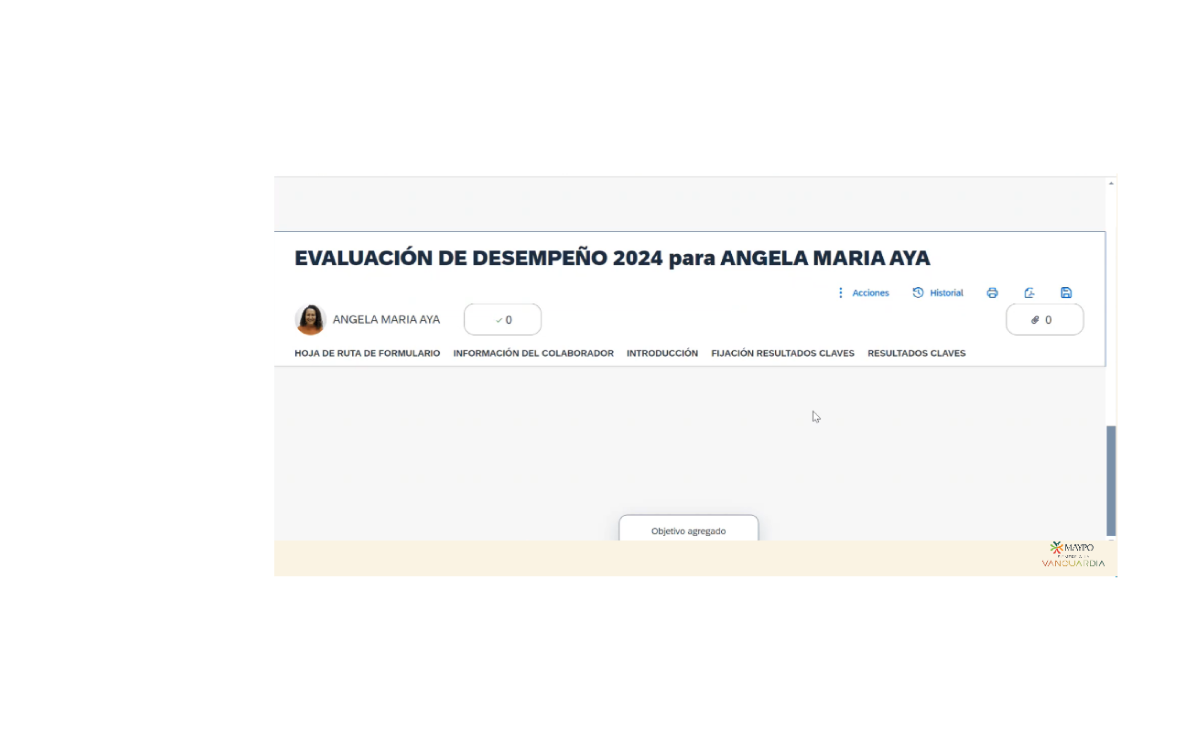 EVALUACIÓN DE DESEMPEÑO 2024 para ANGELA MARIA AYA
Acciones Historial
ANGELA MARIA AYA 0 0
HOJA DE RUTA DE FORMULARIO INFORMACIÓN DEL COLABORADOR INTRODUCCIÓN FIJACIÓN RESULTADOS CLAVES RESULTADOS CLAVES
Objetivo agregado
MAYPO
VANGUARDIA